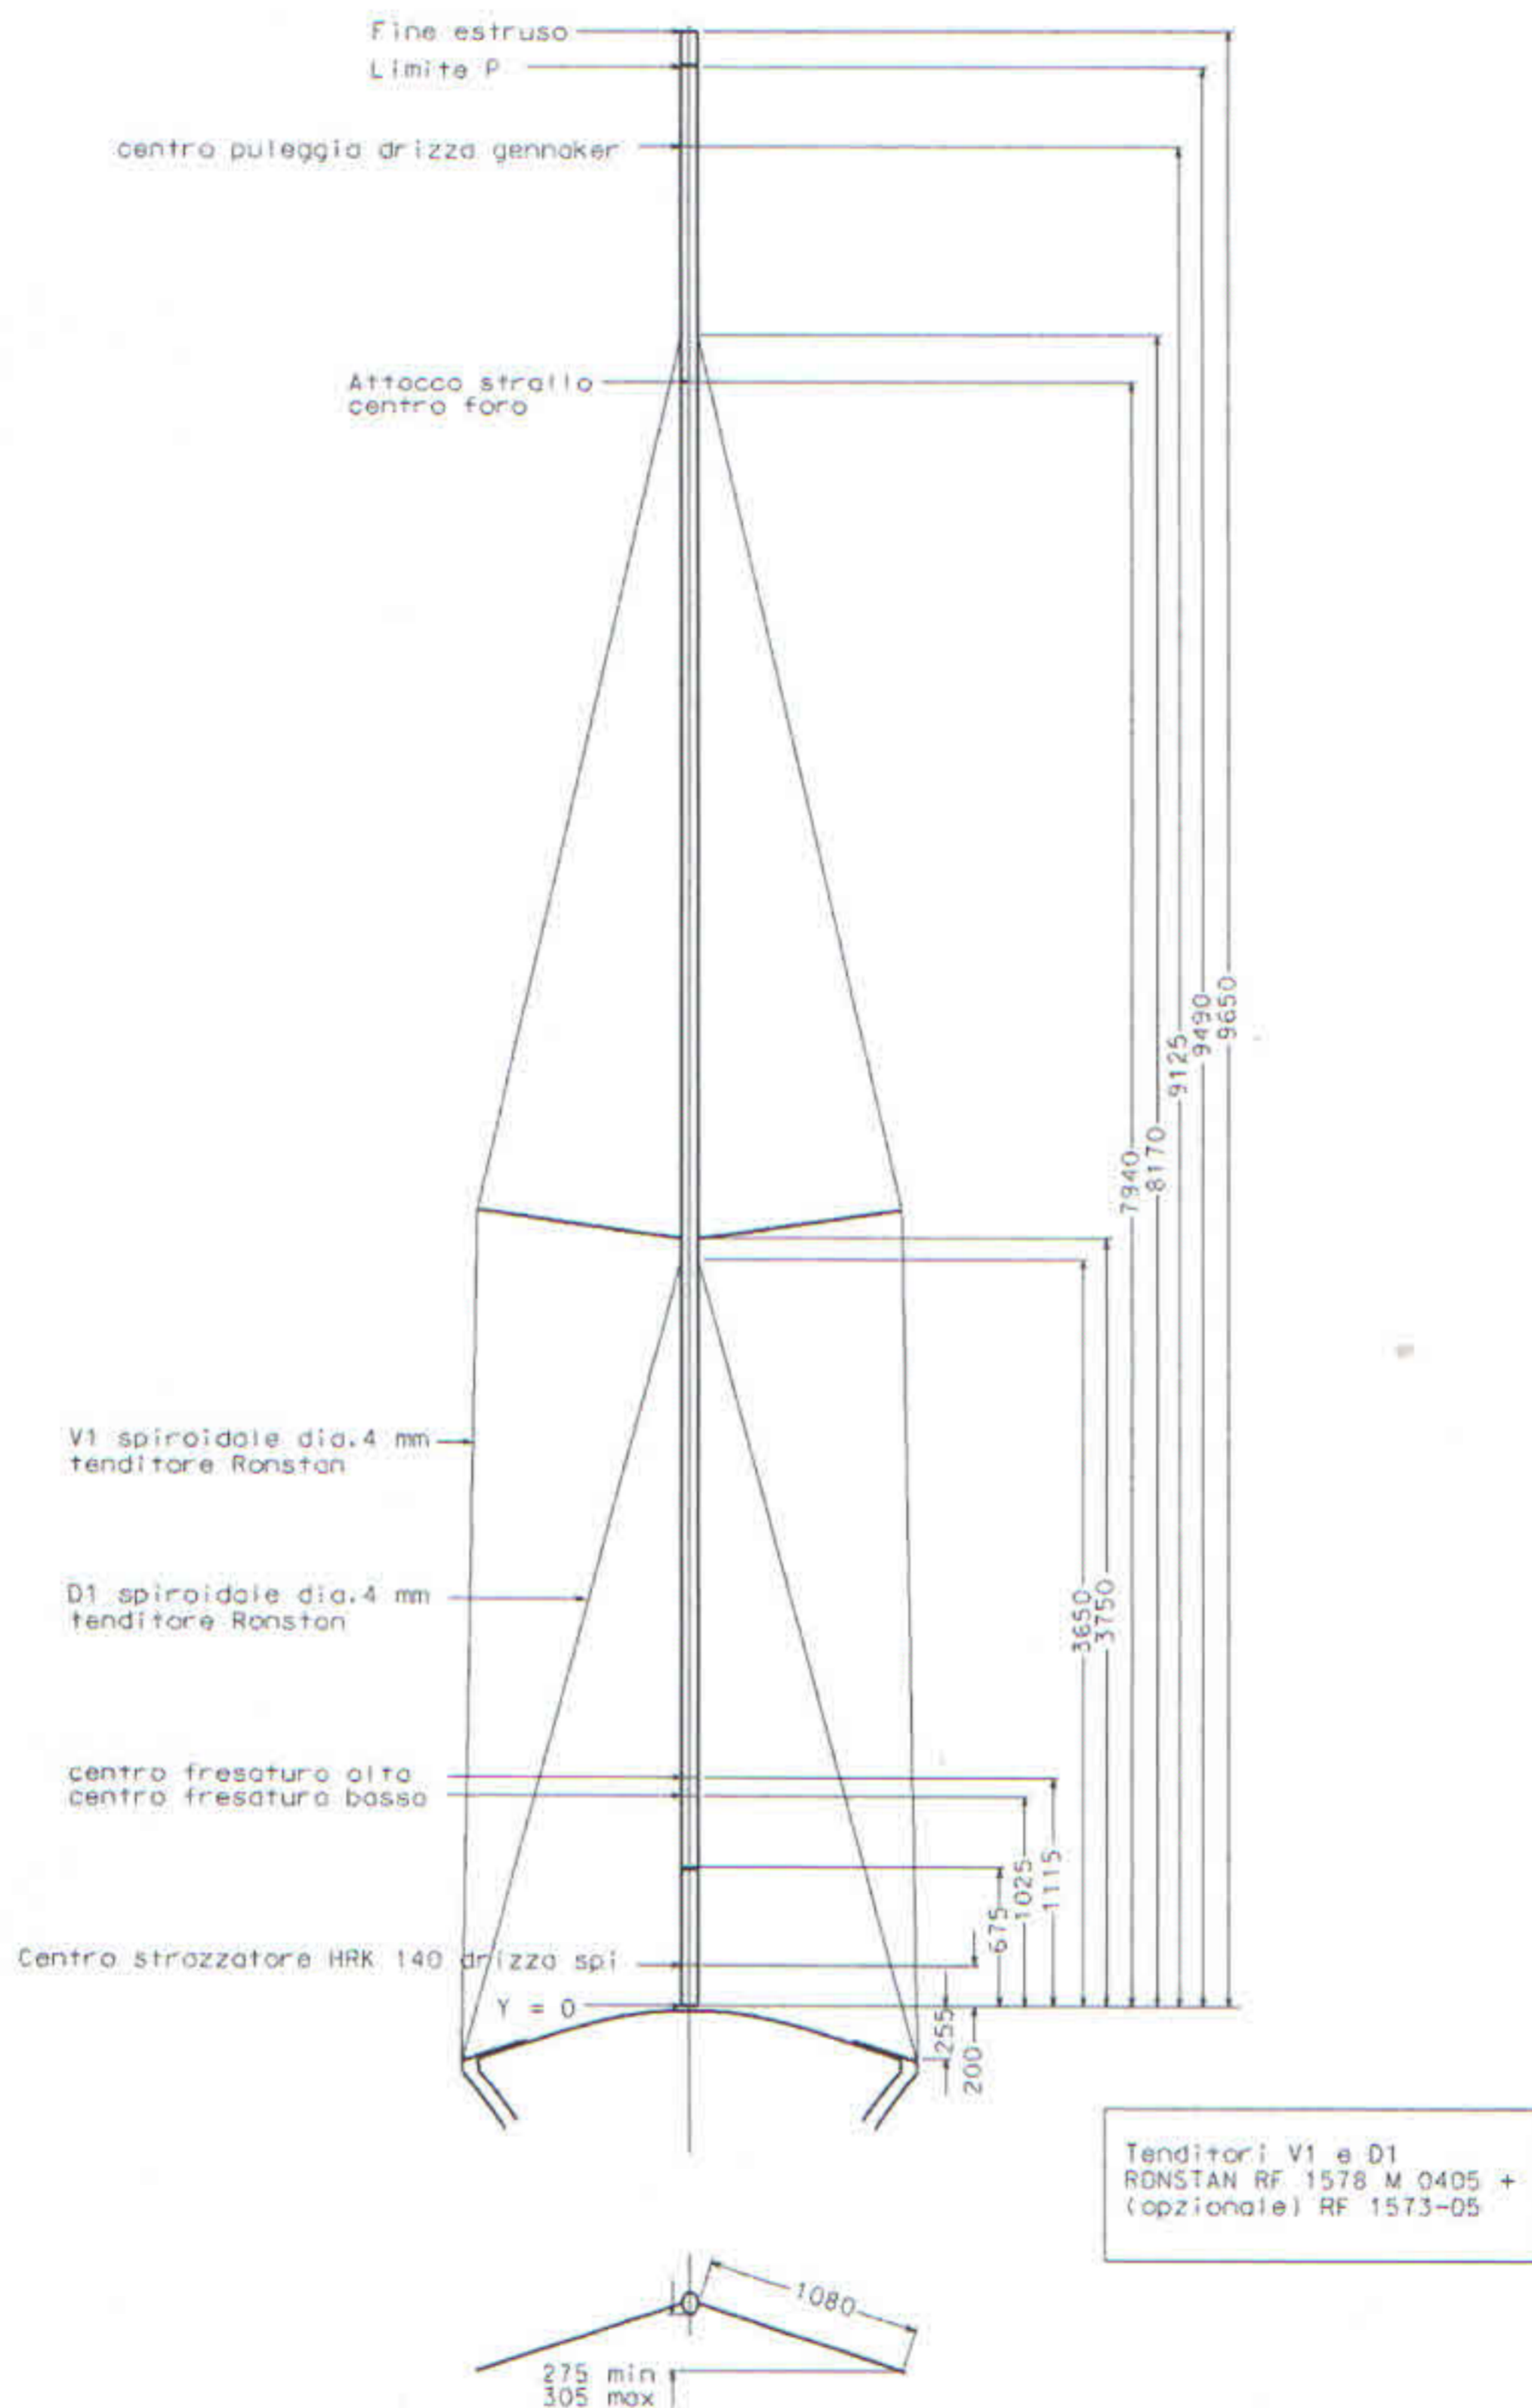 Fine estruso
Limite P
centro puleggia drizza gennaker
Attacco strallo
centro foro
9650
9490
9125
8170
7940
3750
3650
V1 spiroidale dia.4 mm
tenditore Ronstan
D1 spiroidale dia.4 mm
tenditore Ronstan
centro fresatura alta
centro fresatura bassa
1115
1025
675
Centro strozzatore HRK 140 drizza spi
Y = 0
255
200
Tenditori V1 e D1
RONSTAN RF 1578 M 0405 +
(opzionale) RF 1573-05
1080
275 min
305 max